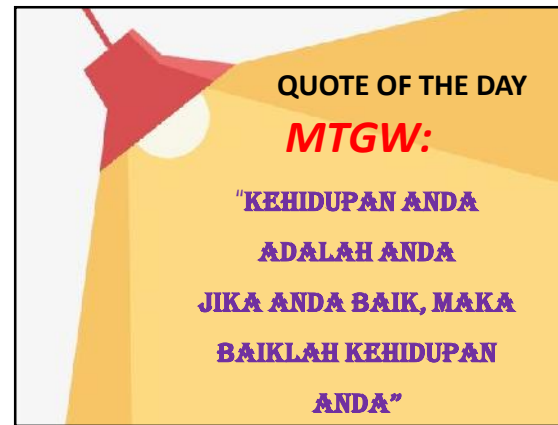 QUOTE OF THE DAY
MTGW:
"KEHIDUPAN ANDA
ADALAH ANDA
JIKA ANDA BAIK, MAKA
BAIKLAH KEHIDUPAN
ANDA”